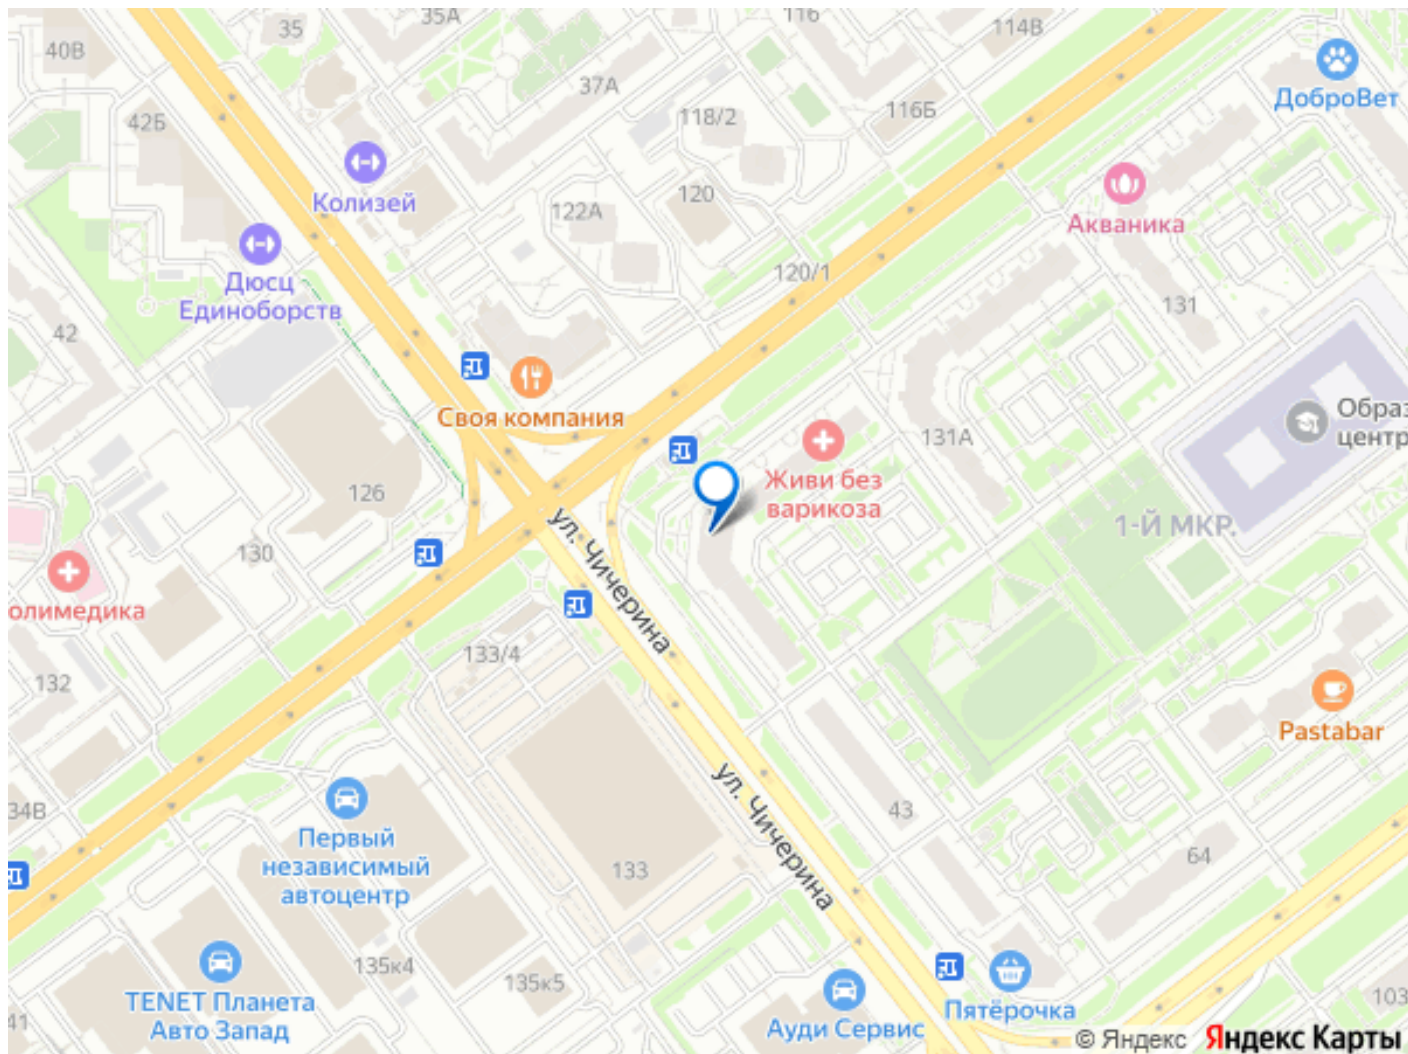 35
35А
116
114В
40В
37А
ДоброВет
42Б
118/2
116Б
Колизей
120
122А
Акваника
Дюсц
Единоборств
120/1
131
42
Своя компания
Образ
центр
131А
Живи без
варикоза
126
1-Й МКР.
130
ул. Чичерина
олимедика
133/4
132
Pastabar
ул. Чичерина
34В
43
Первый
независимый
автоцентр
64
133
135к4
135к5
TENET Планета
Авто Запад
Пятёрочка
103
41
Ауди Сервис
© Яндекс Яндекс Карты